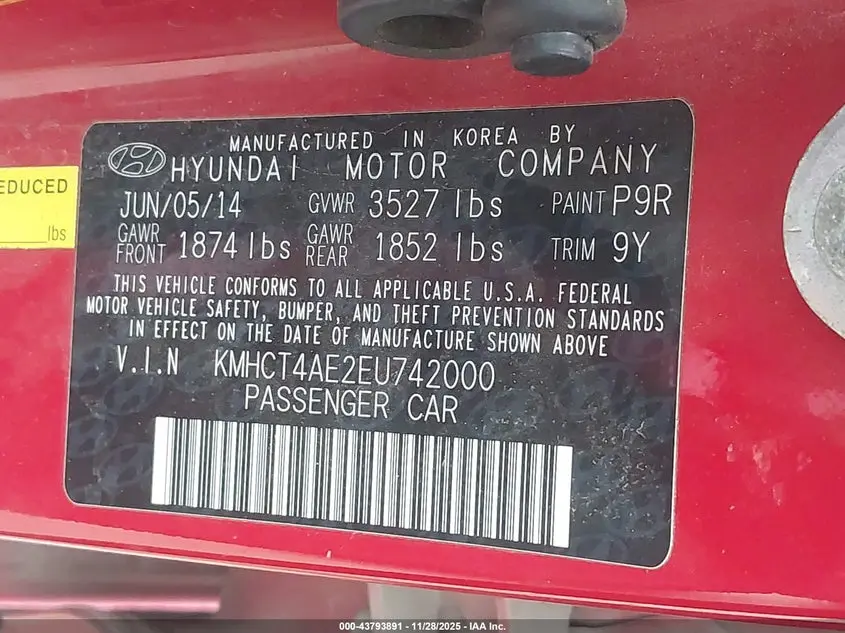 MANUFACTURED IN KOREA BY
HYUNDAI MOTOR COMPANY
JUN/05/14 GVWR 3527 lbs PAINT P9R
GAWR FRONT 1874 lbs GAWR REAR 1852 lbs TRIM 9Y
THIS VEHICLE CONFORMS TO ALL APPLICABLE U.S.A. FEDERAL
MOTOR VEHICLE SAFETY, BUMPER, AND THEFT PREVENTION STANDARDS
IN EFFECT ON THE DATE OF MANUFACTURE SHOWN ABOVE
V.I.N KMHCT4AE2EU742000
PASSENGER CAR
EDUCED
lbs
000-43793891 - 11/28/2025 - IAA Inc.